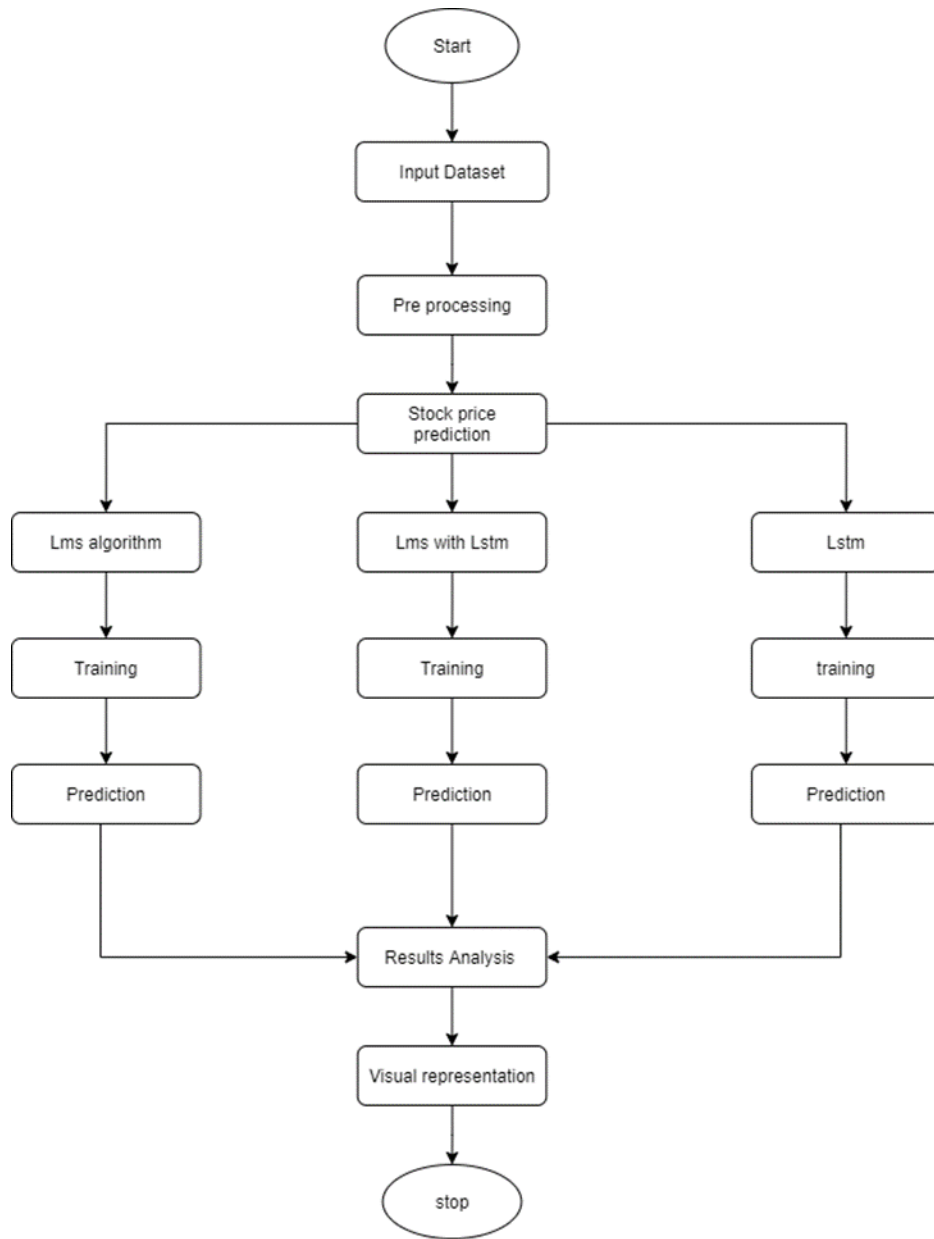 Start
Input Dataset
Pre processing
Stock price
prediction
Lms algorithm
Lms with Lstm
Lstm
Training
Training
training
Prediction
Prediction
Prediction
Results Analysis
Visual representation
stop